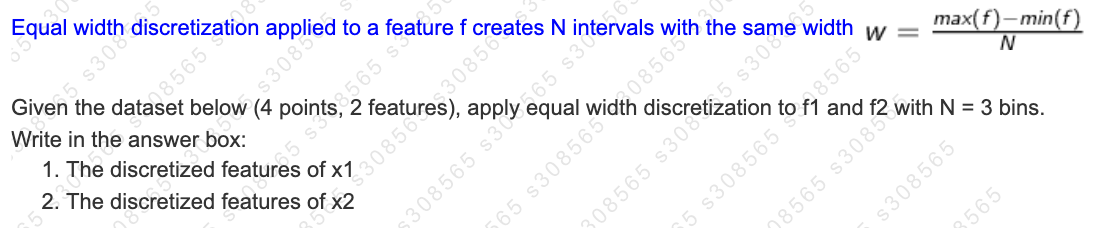 Equal width discretization applied to a feature f creates N intervals with the same width w = max(f)−min(f) / N
Given the dataset below (4 points, 2 features), apply equal width discretization to f1 and f2 with N = 3 bins.
Write in the answer box:
1. The discretized features of x1
2. The discretized features of x2